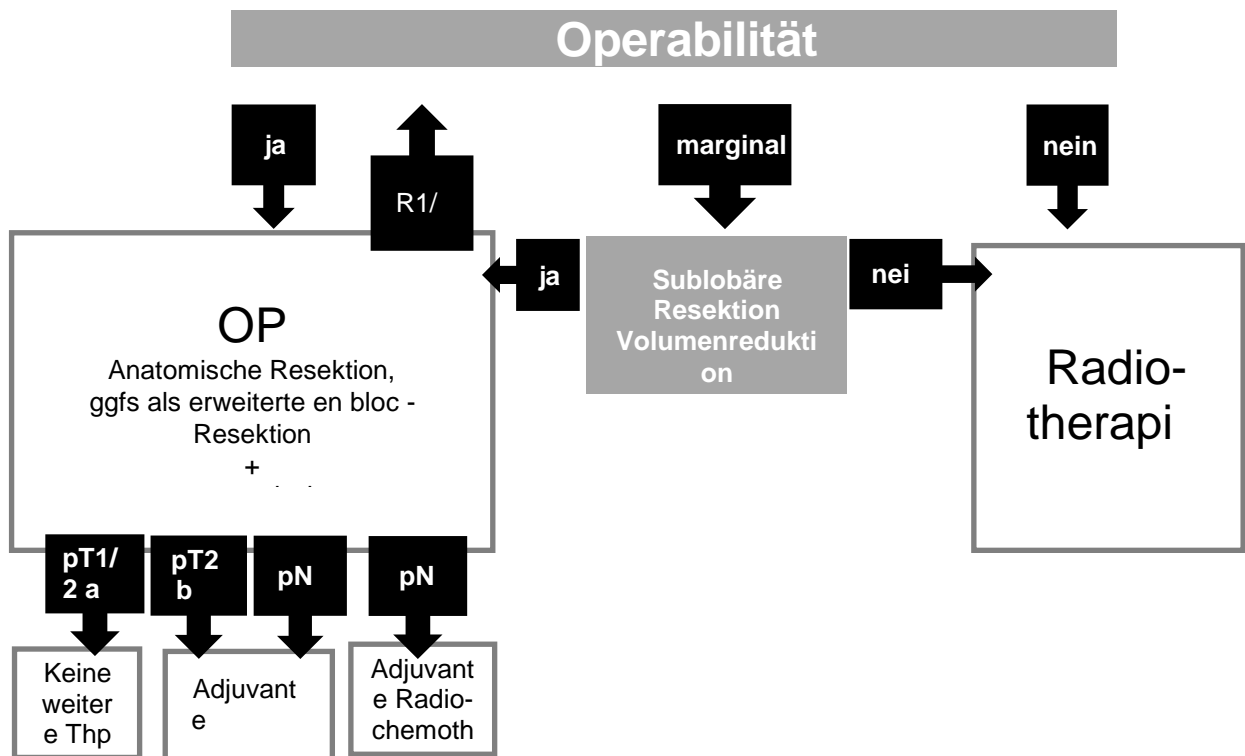 Operabilität
ja
R1/
marginal
nein
ja
Sublobäre
Resektion
Volumenredukti
on
nei
OP
Anatomische Resektion,
ggfs als erweiterte en bloc -
Resektion
+
Radio-
therapi
pT1/
2 a
pT2
b
pN
pN
Keine
weiter
e Thp
Adjuvant
e
Adjuvant
e Radio-
chemoth